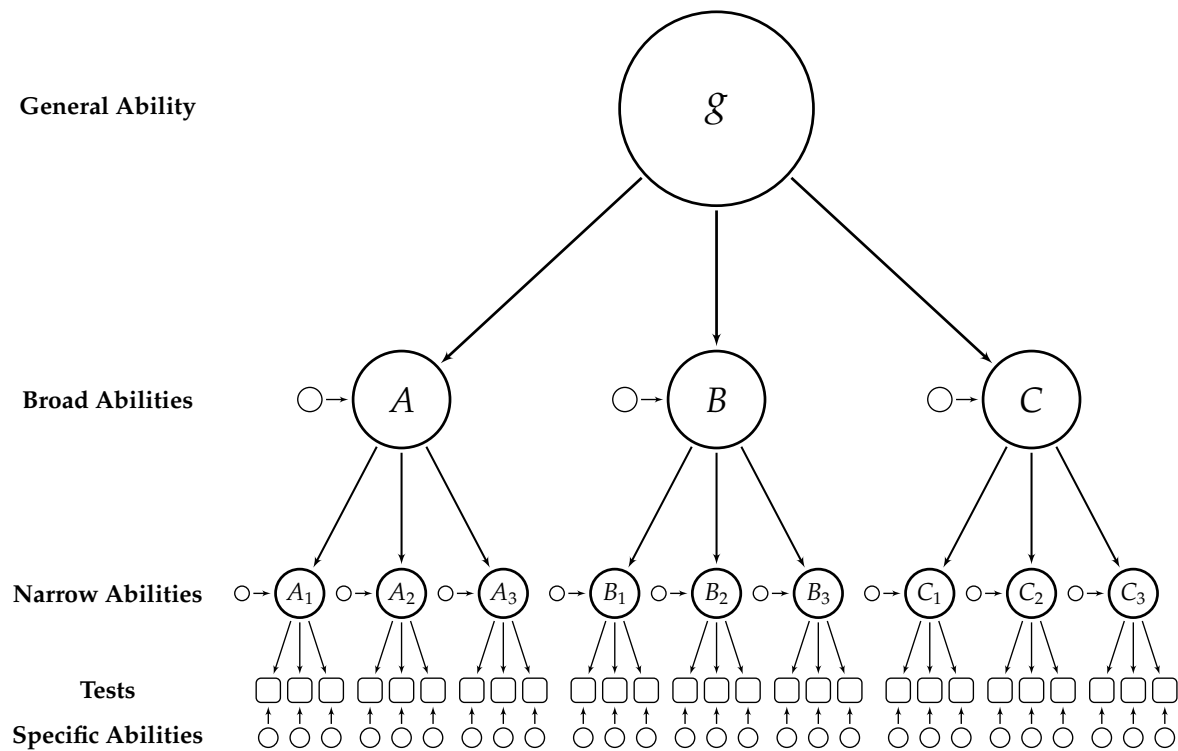 General Ability
g
Broad Abilities
A B C
Narrow Abilities
A₁ A₂ A₃ B₁ B₂ B₃ C₁ C₂ C₃
Tests
Specific Abilities